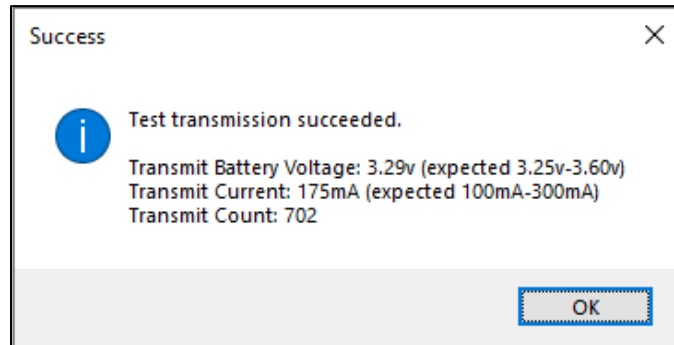 Success
Test transmission succeeded.
Transmit Battery Voltage: 3.29v (expected 3.25v-3.60v)
Transmit Current: 175mA (expected 100mA-300mA)
Transmit Count: 702
OK